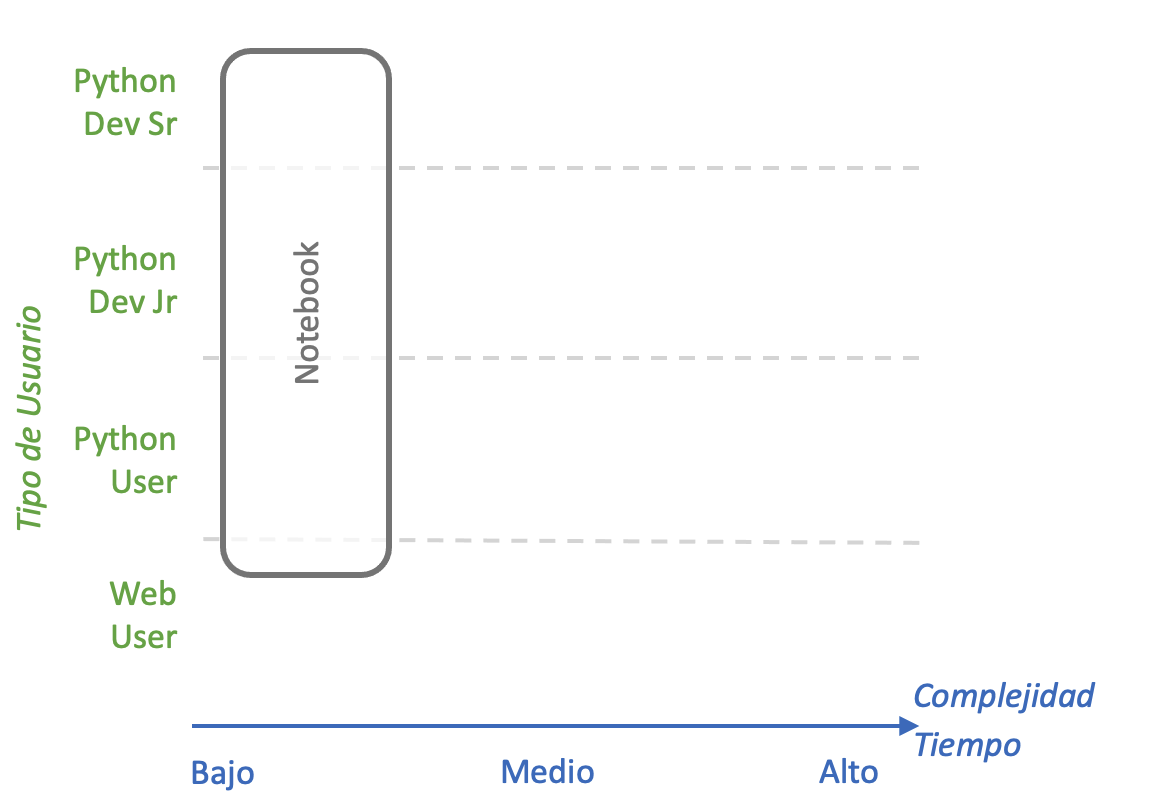 Python
Dev Sr
Python
Dev Jr
Notebook
Tipo de Usuario
Python
User
Web
User
Complejidad
Tiempo
Bajo
Medio
Alto